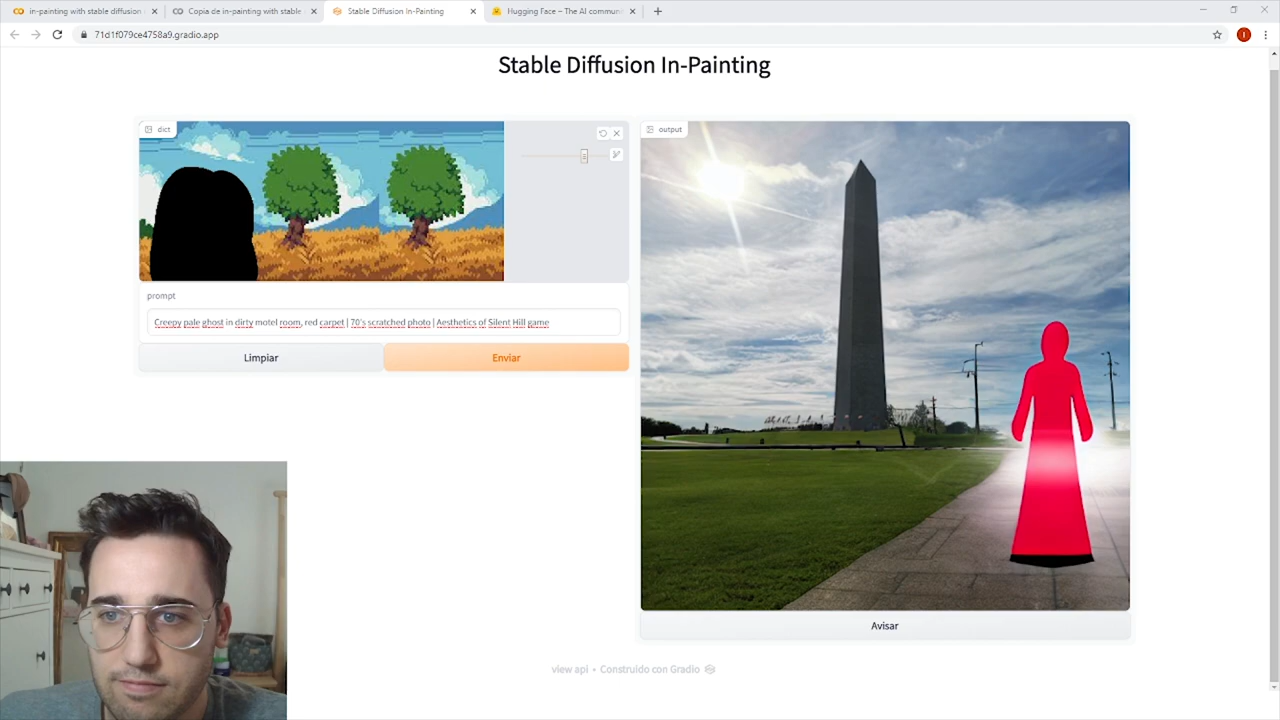 in-painting with stable diffusion
Copia de in-painting with stable
Stable Diffusion In-Painting
Hugging Face – The AI communi
71d1f079ce4758a9.gradio.app
Stable Diffusion In-Painting
dict
output
prompt
Creepy pale ghost in dirty motel room, red carpet | 70's scratched photo | Aesthetics of Silent Hill game
Limpiar
Enviar
Avisar
view api • Construido con Gradio